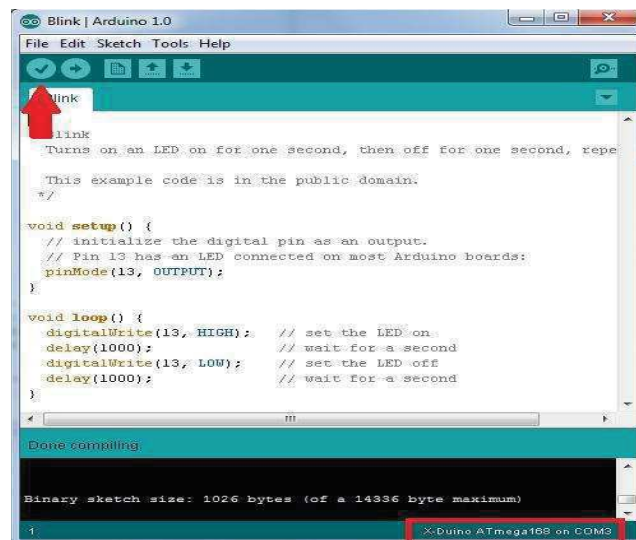 Blink | Arduino 1.0
File Edit Sketch Tools Help
Blink
Blink
Turns on an LED on for one second, then off for one second, repe
This example code is in the public domain.
*/
void setup() {
// initialize the digital pin as an output.
// Pin 13 has an LED connected on most Arduino boards:
pinMode(13, OUTPUT);
}
void loop() {
digitalWrite(13, HIGH); // set the LED on
delay(1000); // wait for a second
digitalWrite(13, LOW); // set the LED off
delay(1000); // wait for a second
}
Done compiling.
Binary sketch size: 1026 bytes (of a 14336 byte maximum)
1 X-Duino ATmega168 on COM3